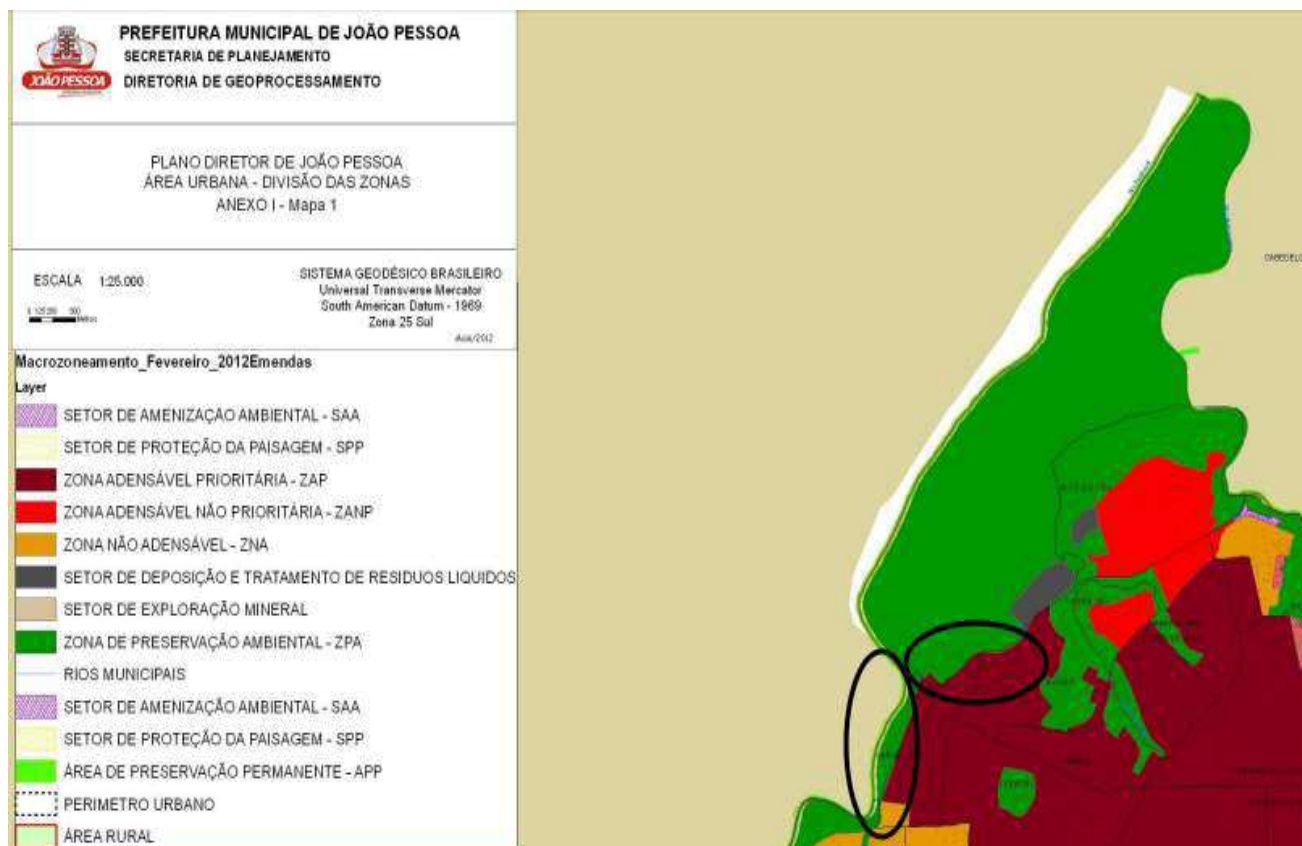 PREFEITURA MUNICIPAL DE JOÃO PESSOA
SECRETARIA DE PLANEJAMENTO
DIRETORIA DE GEOPROCESSAMENTO
JOÃO PESSOA
PLANO DIRETOR DE JOÃO PESSOA
ÁREA URBANA - DIVISÃO DAS ZONAS
ANEXO I - Mapa 1
ESCALA 1:25.000
SISTEMA GEODÉSICO BRASILEIRO
Universal Transverse Mercator
South American Datum - 1969
Zona 25 Sul
Macrozoneamento_Fevereiro_2012Emendas
Layer
SETOR DE AMENIZAÇÃO AMBIENTAL - SAA
SETOR DE PROTEÇÃO DA PAISAGEM - SPP
ZONA ADENSÁVEL PRIORITÁRIA - ZAP
ZONA ADENSÁVEL NÃO PRIORITÁRIA - ZANP
ZONA NÃO ADENSÁVEL - ZNA
SETOR DE DEPOSIÇÃO E TRATAMENTO DE RESIDUOS LIQUIDOS
SETOR DE EXPLORAÇÃO MINERAL
ZONA DE PRESERVAÇÃO AMBIENTAL - ZPA
RIOS MUNICIPAIS
SETOR DE AMENIZAÇÃO AMBIENTAL - SAA
SETOR DE PROTEÇÃO DA PAISAGEM - SPP
ÁREA DE PRESERVAÇÃO PERMANENTE - APP
PERIMETRO URBANO
ÁREA RURAL
CABEDELO